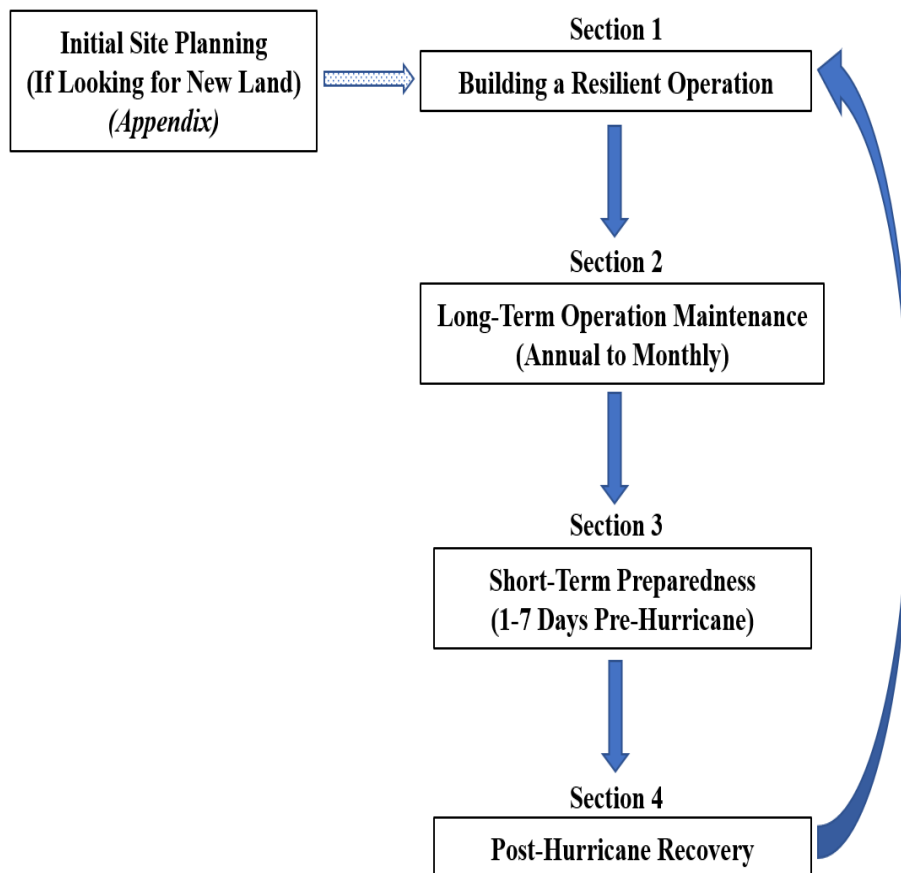 Initial Site Planning
(If Looking for New Land)
(Appendix)
Section 1
Building a Resilient Operation
Section 2
Long-Term Operation Maintenance
(Annual to Monthly)
Section 3
Short-Term Preparedness
(1-7 Days Pre-Hurricane)
Section 4
Post-Hurricane Recovery